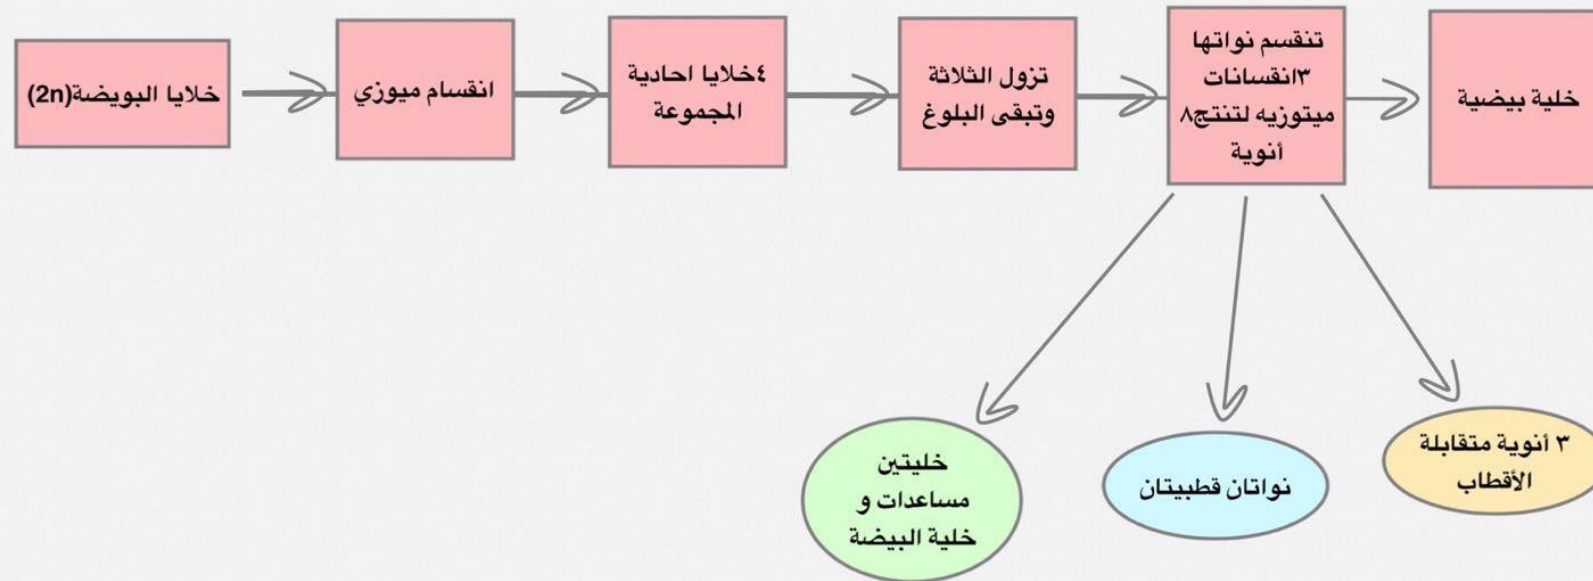 خلايا البويضة(2n)
انقسام ميوزي
٤خلايا احادية
المجموعة
تزول الثلاثة
وتبقى البلوغ
تنقسم نواتها
٣انقسانات
ميتوزيه لتنتج٨
أنوية
خلية بيضية
خليتين
مساعدات و
خلية البيضة
نواتان قطبيتان
٣ أنوية متقابلة
الأقطاب